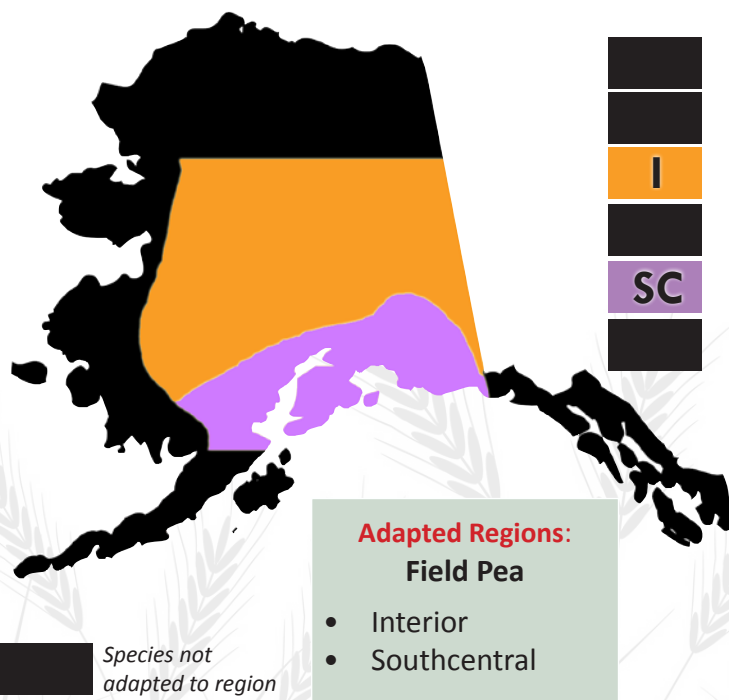 I
SC
Adapted Regions:
Field Pea
• Interior
• Southcentral
Species not
adapted to region